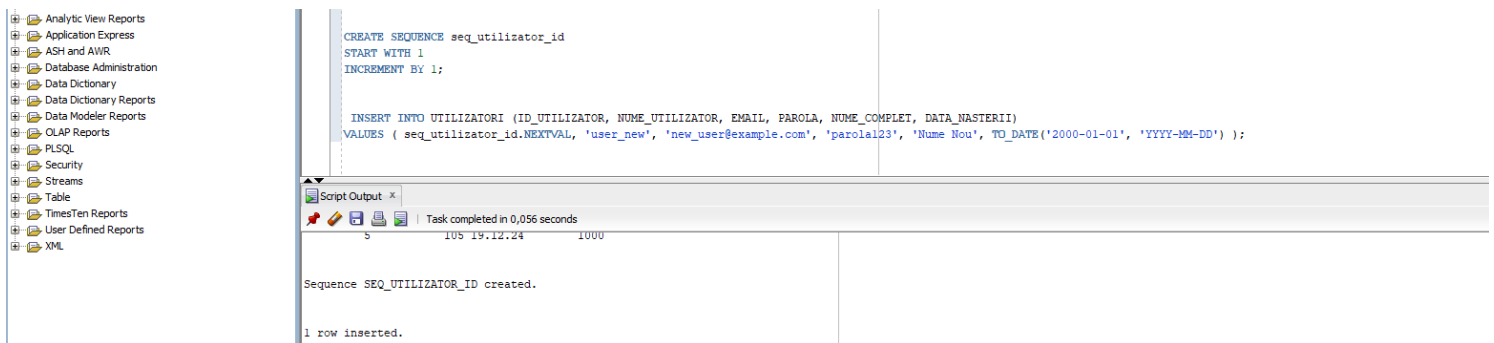 Analytic View Reports
Application Express
ASH and AWR
Database Administration
Data Dictionary
Data Dictionary Reports
Data Modeler Reports
OLAP Reports
PLSQL
Security
Streams
Table
TimesTen Reports
User Defined Reports
XML
CREATE SEQUENCE seq_utilizator_id
START WITH 1
INCREMENT BY 1;
INSERT INTO UTILIZATORI (ID_UTILIZATOR, NUME_UTILIZATOR, EMAIL, PAROLA, NUME_COMPLET, DATA_NASTERII)
VALUES ( seq_utilizator_id.NEXTVAL, 'user_new', 'new_user@example.com', 'parola123', 'Nume Nou', TO_DATE('2000-01-01', 'YYYY-MM-DD') );
Script Output x
Task completed in 0,056 seconds
5 105 19.12.24 1000
Sequence SEQ_UTILIZATOR_ID created.
1 row inserted.